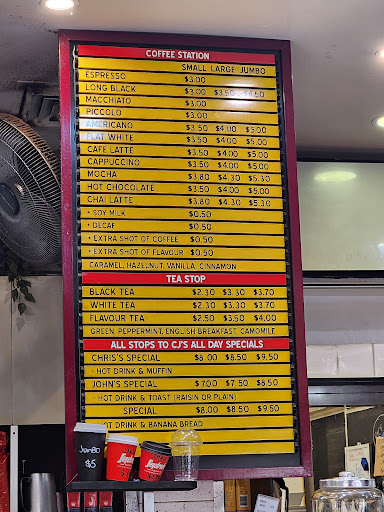 COFFEE STATION
SMALL LARGE JUMBO
ESPRESSO $3.00
LONG BLACK $3.00 $3.50 $4.50
MACCHIATO $3.00
PICCOLO $3.00
AMERICANO $3.50 $4.00 $5.00
FLAT WHITE $3.50 $4.00 $5.00
CAFE LATTE $3.50 $4.00 $5.00
CAPPUCCINO $3.50 $4.00 $5.00
MOCHA $3.80 $4.30 $5.30
HOT CHOCOLATE $3.50 $4.00 $5.00
CHAI LATTE $3.80 $4.30 $5.30
• SOY MILK $0.50
• DECAF $0.50
• EXTRA SHOT OF COFFEE $0.50
• EXTRA SHOT OF FLAVOUR $0.50
CARAMEL, HAZELNUT, VANILLA, CINNAMON
TEA STOP
BLACK TEA $2.30 $3.30 $3.70
WHITE TEA $2.30 $3.30 $3.70
FLAVOUR TEA $2.50 $3.50 $4.00
GREEN, PEPPERMINT, ENGLISH BREAKFAST, CAMOMILE
ALL STOPS TO CJ'S ALL DAY SPECIALS
CHRIS'S SPECIAL $8.00 $8.50 $9.50
• HOT DRINK & MUFFIN
JOHN'S SPECIAL $7.00 $7.50 $8.50
• HOT DRINK & TOAST (RAISIN OR PLAIN)
SPECIAL $8.00 $8.50 $9.50
HOT DRINK & BANANA BREAD
JumBo
$5